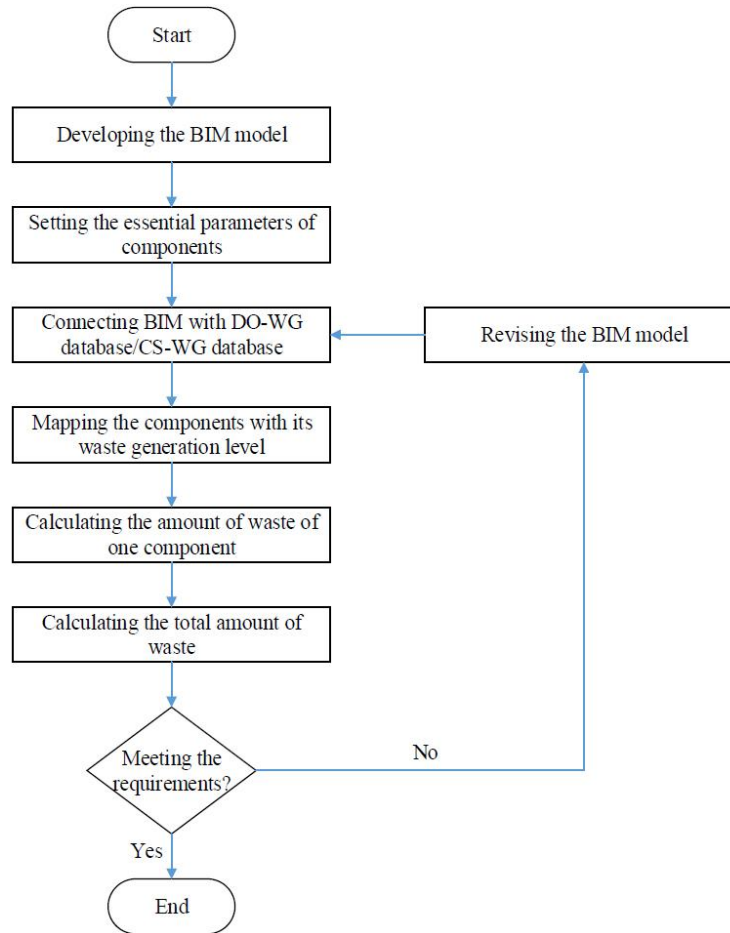 Start
Developing the BIM model
Setting the essential parameters of
components
Connecting BIM with DO-WG
database/CS-WG database
Revising the BIM model
Mapping the components with its
waste generation level
Calculating the amount of waste of
one component
Calculating the total amount of
waste
Meeting the
requirements?
No
Yes
End